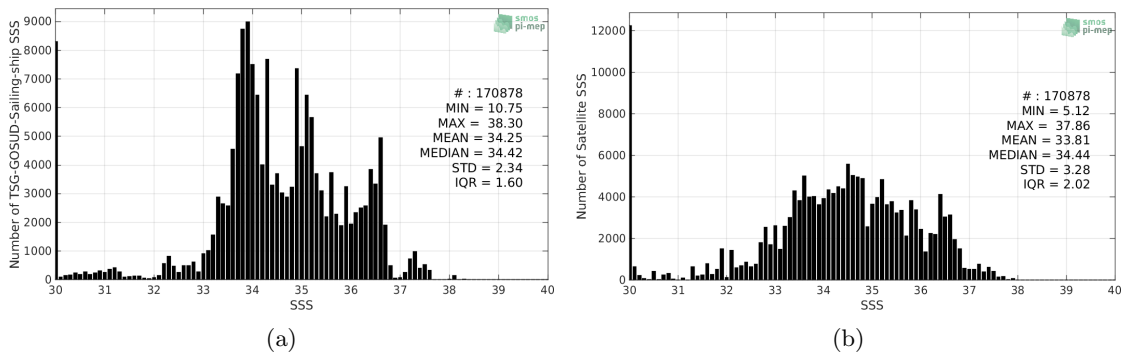 Number of TSG-GOSUD-Sailing-ship SSS
9000
8000
7000
6000
5000
4000
3000
2000
1000
0
30 31 32 33 34 35 36 37 38 39 40
SSS
smos
pi-mep
# : 170878
MIN = 10.75
MAX = 38.30
MEAN = 34.25
MEDIAN = 34.42
STD = 2.34
IQR = 1.60
(a)
Number of Satellite SSS
12000
10000
8000
6000
4000
2000
0
30 31 32 33 34 35 36 37 38 39 40
SSS
smos
pi-mep
# : 170878
MIN = 5.12
MAX = 37.86
MEAN = 33.81
MEDIAN = 34.44
STD = 3.28
IQR = 2.02
(b)